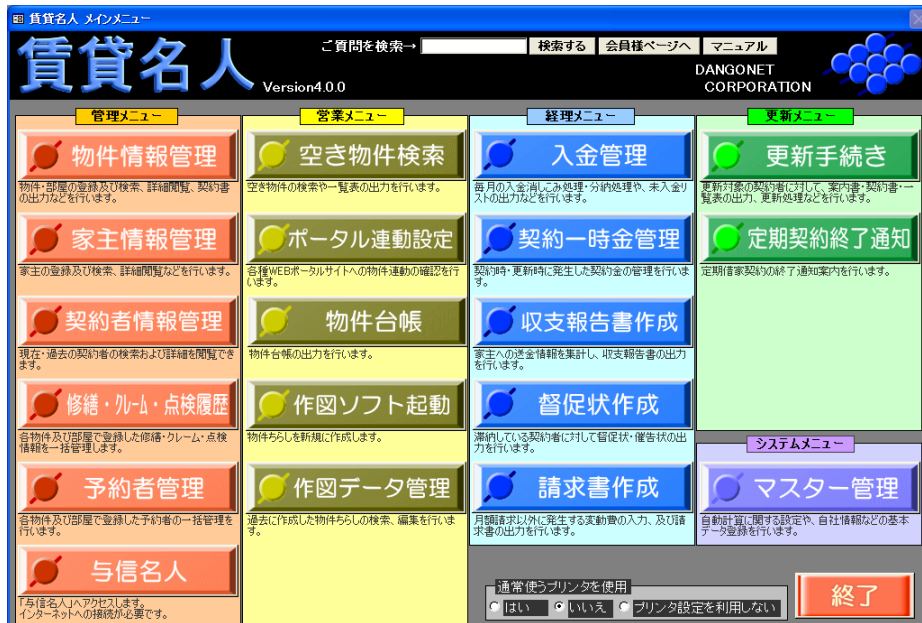 賃貸名人 メインメニュー
賃貸名人
Version4.0.0
ご質問を検索→
検索する
会員様ページへ
マニュアル
DANGONET
CORPORATION
管理メニュー
物件情報管理
物件・部屋の登録及び検索、詳細閲覧、契約書
の出力などを行います。
家主情報管理
家主の登録及び検索、詳細閲覧などを行います。
契約者情報管理
現在・過去の契約者の検索および詳細を閲覧でき
ます。
修繕・クレーム・点検履歴
各物件及び部屋で登録した修繕・クレーム・点検
情報を一括管理します。
予約者管理
各物件及び部屋で登録した予約者の一括管理を
行います。
与信名人
「与信名人」へアクセスします。
インターネットへの接続が必要です。
営業メニュー
空き物件検索
空き物件の検索や一覧表の出力を行います。
ポータル連動設定
各種WEBポータルサイトへの物件連動の確認を行
います。
物件台帳
物件台帳の出力を行います。
作図ソフト起動
物件ちらしを新規に作成します。
作図データ管理
過去に作成した物件ちらしの検索、編集を行いま
す。
経理メニュー
入金管理
毎月の入金消しこみ処理・分納処理や、未入金リ
ストの出力などを行います。
契約一時金管理
契約時・更新時に発生した契約金の管理を行いま
す。
収支報告書作成
家主への送金情報を集計し、収支報告書の出力
を行います。
督促状作成
滞納している契約者に対して督促状・催告状の出
力を行います。
請求書作成
月額請求以外に発生する変動費の入力、及び請
求書の出力を行います。
更新メニュー
更新手続き
更新対象の契約者に対して、案内書・契約書・一
覧表の出力、更新処理などを行います。
定期契約終了通知
定期借家契約の終了通知案内を行います。
システムメニュー
マスター管理
自動計算に関する設定や、自社情報などの基本
データ登録を行います。
通常使うプリンタを使用
はい
いいえ
プリンタ設定を利用しない
終了